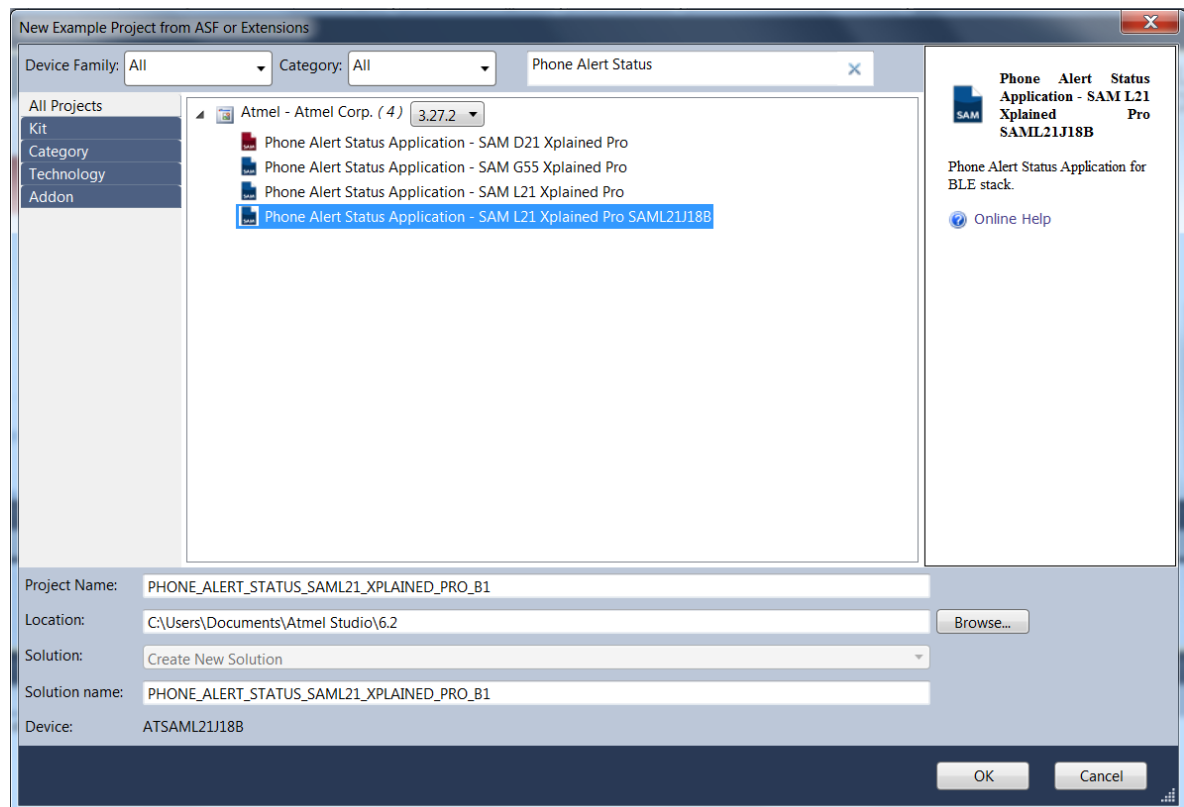 New Example Project from ASF or Extensions
Device Family: All Category: All Phone Alert Status
All Projects
Kit
Category
Technology
Addon
Atmel - Atmel Corp. (4) 3.27.2
Phone Alert Status Application - SAM D21 Xplained Pro
Phone Alert Status Application - SAM G55 Xplained Pro
Phone Alert Status Application - SAM L21 Xplained Pro
Phone Alert Status Application - SAM L21 Xplained Pro SAML21J18B
SAM
Phone Alert Status
Application - SAM L21
Xplained Pro
SAML21J18B
Phone Alert Status Application for
BLE stack.
Online Help
Project Name: PHONE_ALERT_STATUS_SAML21_XPLAINED_PRO_B1
Location: C:\Users\Documents\Atmel Studio\6.2 Browse...
Solution: Create New Solution
Solution name: PHONE_ALERT_STATUS_SAML21_XPLAINED_PRO_B1
Device: ATSAML21J18B
OK Cancel